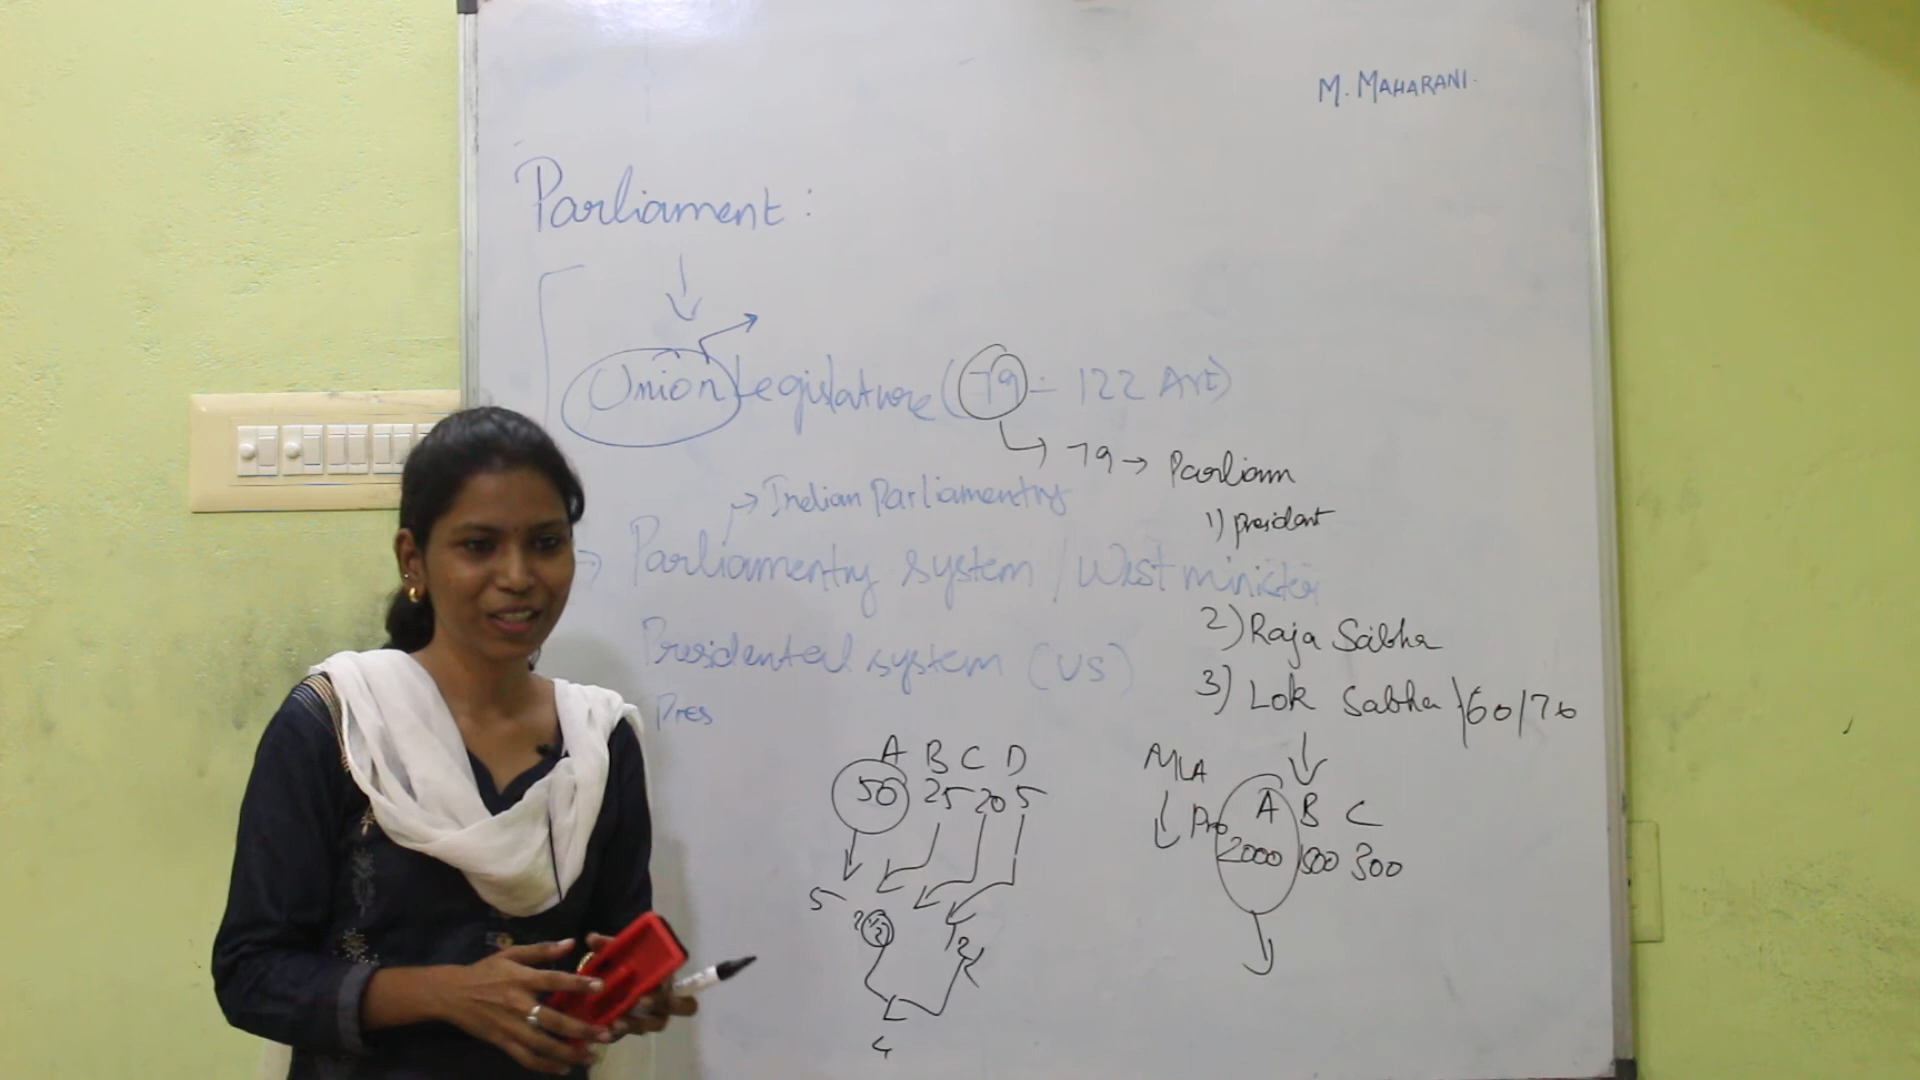 M. MAHARANI.
Parliament :
Union Legislature (79 - 122 Art)
79 → Parliam
→ Indian Parliamentry
1) President
→ Parliamentry system / West minister
2) Raja Sabha
Presidented system (US)
3) Lok Sabha 60/70
Pres
A B C D
50 25 20 5
MLA
A B C
Pro
2000 300
5
2
4